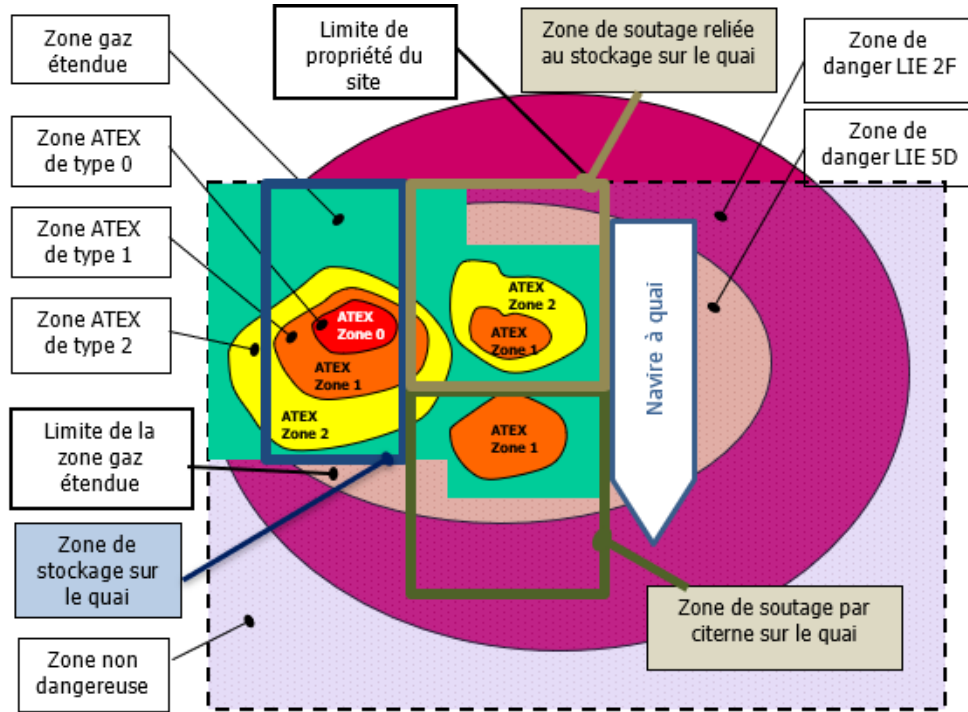 Zone gaz
étendue
Limite de
propriété du
site
Zone de soutage reliée
au stockage sur le quai
Zone de
danger LIE 2F
Zone de
danger LIE 5D
Zone ATEX
de type 0
Zone ATEX
de type 1
Zone ATEX
de type 2
ATEX
Zone 0
ATEX
Zone 1
ATEX
Zone 2
ATEX
Zone 2
ATEX
Zone 1
ATEX
Zone 1
Navire à quai
Limite de la
zone gaz
étendue
Zone de
stockage sur
le quai
Zone de soutage par
citerne sur le quai
Zone non
dangereuse